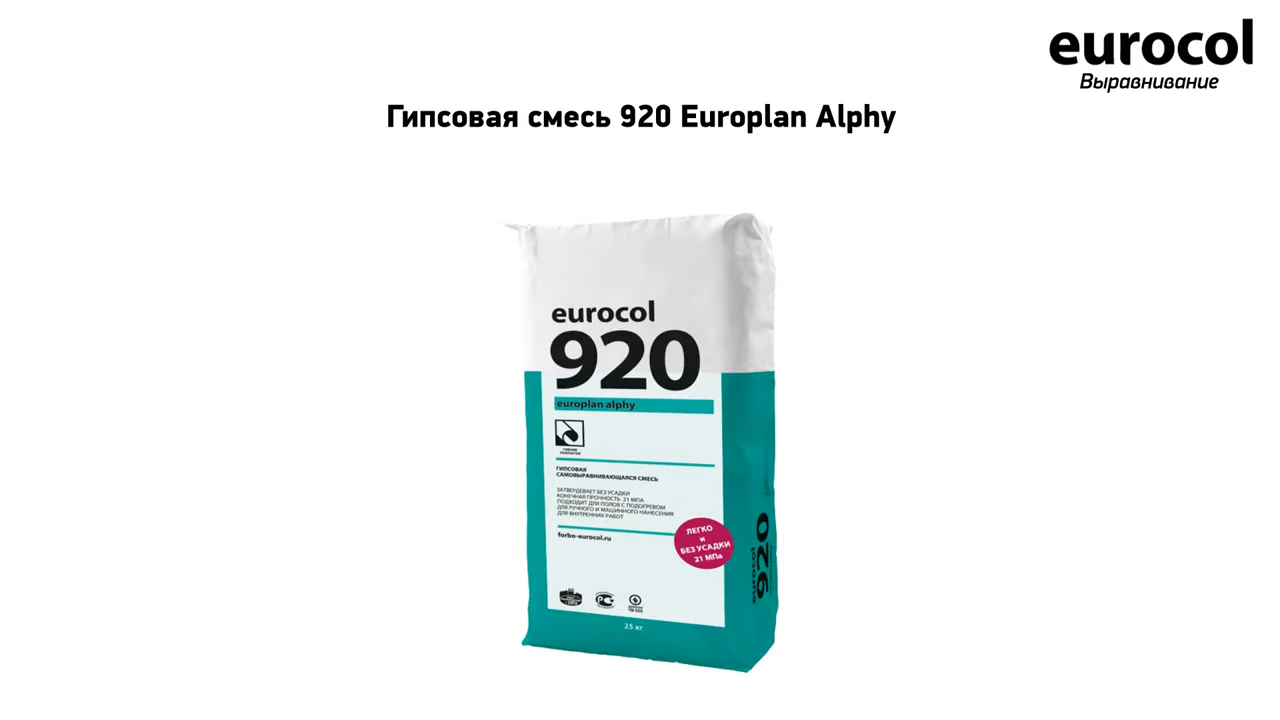 eurocol
Выравнивание
Гипсовая смесь 920 Europlan Alphy
eurocol
920
europlan alphy
ГИПСОВАЯ
САМОВЫРАВНИВАЮЩАЯСЯ СМЕСЬ
ЗАТВЕРДЕВАЕТ БЕЗ УСАДКИ
КОНЕЧНАЯ ПРОЧНОСТЬ 21 МПА
ПОДХОДИТ ДЛЯ ПОЛОВ С ПОДОГРЕВОМ
ДЛЯ РУЧНОГО И МАШИННОГО НАНЕСЕНИЯ
ДЛЯ ВНУТРЕННИХ РАБОТ
forbo-eurocol.ru
ЛЕГКО
и
БЕЗ УСАДКИ
21 МПа
25 кг
eurocol
920